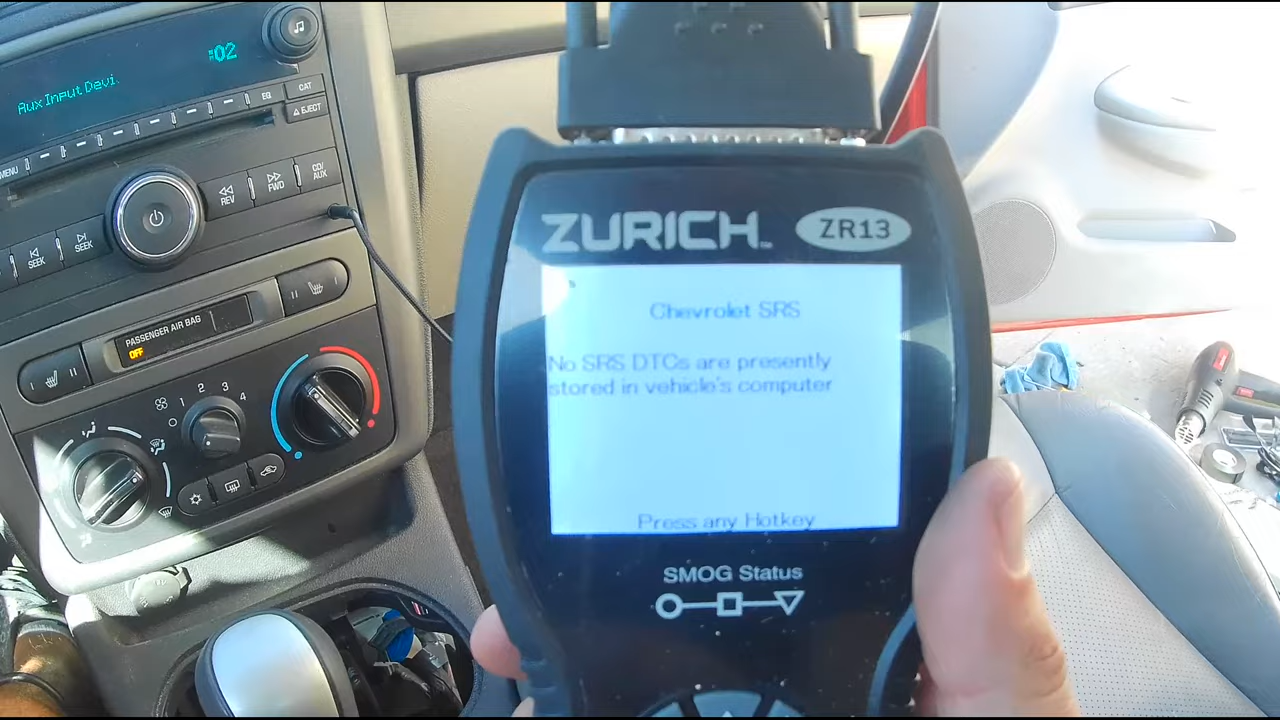 02
Aux Input Devi
MENU
EQ
CAT
EJECT
REV
FWD
CD/
AUX
SEEK
SEEK
PASSENGER AIR BAG
OFF
I
II
II
1
2
3
4
ZURICH
ZR13
Chevrolet SRS
No SRS DTCs are presently
stored in vehicle's computer
Press any Hotkey
SMOG Status